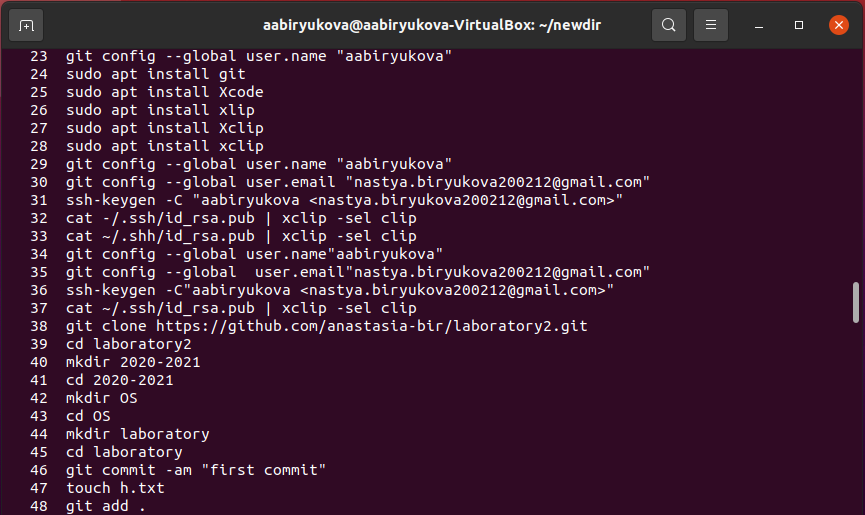 aabiryukova@aabiryukova-VirtualBox: ~/newdir
23 git config --global user.name "aabiryukova"
24 sudo apt install git
25 sudo apt install Xcode
26 sudo apt install xlip
27 sudo apt install Xclip
28 sudo apt install xclip
29 git config --global user.name "aabiryukova"
30 git config --global user.email "nastya.biryukova200212@gmail.com"
31 ssh-keygen -C "aabiryukova <nastya.biryukova200212@gmail.com>"
32 cat -/.ssh/id_rsa.pub | xclip -sel clip
33 cat ~/.shh/id_rsa.pub | xclip -sel clip
34 git config --global user.name"aabiryukova"
35 git config --global  user.email"nastya.biryukova200212@gmail.com"
36 ssh-keygen -C"aabiryukova <nastya.biryukova200212@gmail.com>"
37 cat ~/.ssh/id_rsa.pub | xclip -sel clip
38 git clone https://github.com/anastasia-bir/laboratory2.git
39 cd laboratory2
40 mkdir 2020-2021
41 cd 2020-2021
42 mkdir OS
43 cd OS
44 mkdir laboratory
45 cd laboratory
46 git commit -am "first commit"
47 touch h.txt
48 git add .